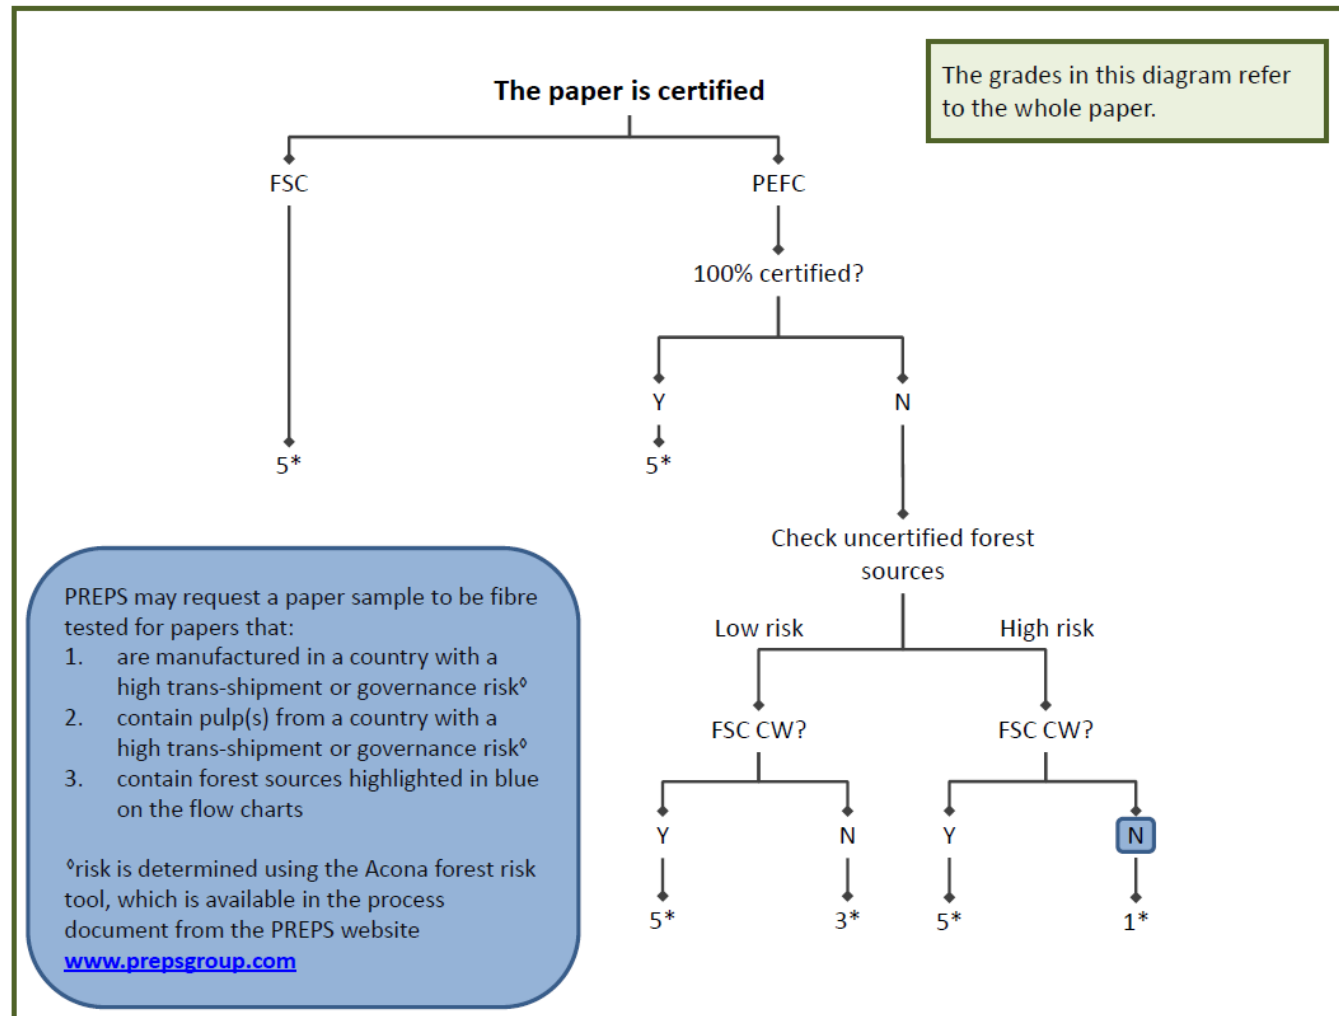 The paper is certified
The grades in this diagram refer
to the whole paper.
FSC
PEFC
100% certified?
Y
N
5*
5*
Check uncertified forest
sources
Low risk
High risk
FSC CW?
FSC CW?
Y
N
Y
N
5*
3*
5*
1*
PREPS may request a paper sample to be fibre
tested for papers that:
1. are manufactured in a country with a
high trans-shipment or governance risk◊
2. contain pulp(s) from a country with a
high trans-shipment or governance risk◊
3. contain forest sources highlighted in blue
on the flow charts
◊risk is determined using the Acona forest risk
tool, which is available in the process
document from the PREPS website
www.prepsgroup.com